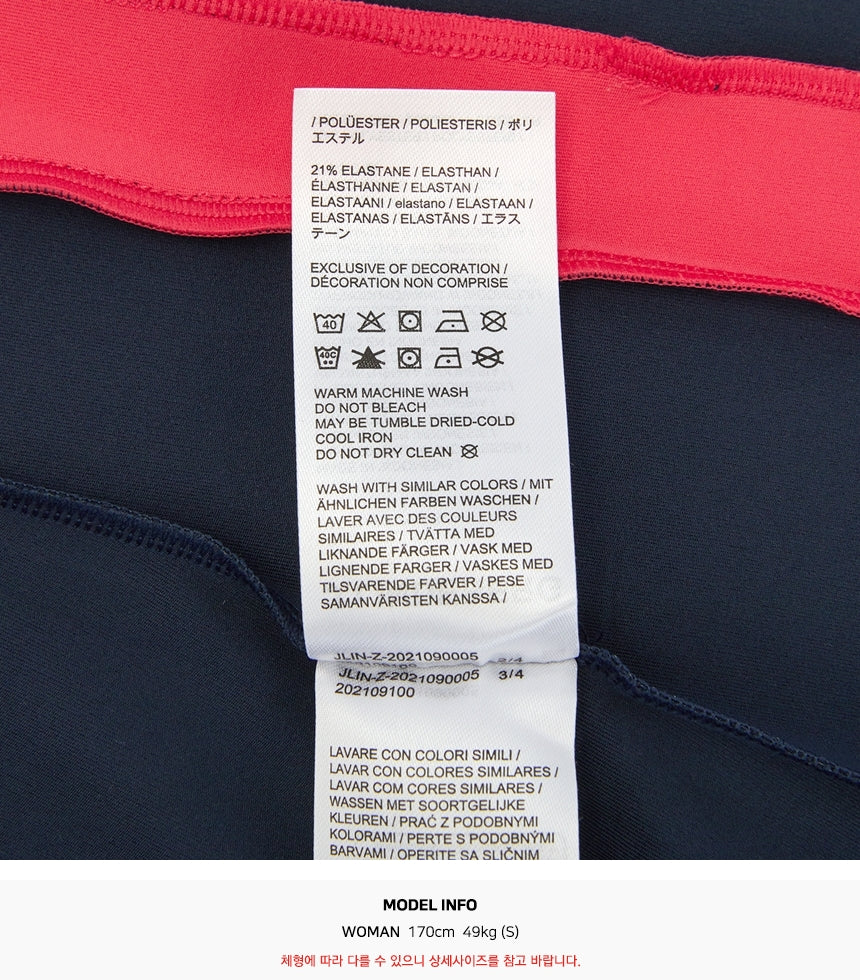 / POLÜESTER / POLIESTERIS / ポリ
エステル
21% ELASTANE / ELASTHAN /
ÉLASTHANNE / ELASTAN /
ELASTAANI / elastano / ELASTAAN /
ELASTANAS / ELASTĀNS / エラス
テーン
EXCLUSIVE OF DECORATION /
DÉCORATION NON COMPRISE
40
40C
WARM MACHINE WASH
DO NOT BLEACH
MAY BE TUMBLE DRIED-COLD
COOL IRON
DO NOT DRY CLEAN
WASH WITH SIMILAR COLORS / MIT
ÄHNLICHEN FARBEN WASCHEN /
LAVER AVEC DES COULEURS
SIMILAIRES / TVÄTTA MED
LIKNANDE FÄRGER / VASK MED
LIGNENDE FARGER / VASKES MED
TILSVARENDE FARVER / PESE
SAMANVÄRISTEN KANSSA /
JLIN-Z-2021090005
JLIN-Z-2021090005 3/4
202109100
LAVARE CON COLORI SIMILI /
LAVAR CON COLORES SIMILARES /
LAVAR COM CORES SIMILARES /
WASSEN MET SOORTGELIJKE
KLEUREN / PRAĆ Z PODOBNYMI
KOLORAMI / PERTE S PODOBNÝMI
BARVAMI / OPERITE SA SLIČNIM
MODEL INFO
WOMAN 170cm 49kg (S)
체형에 따라 다를 수 있으니 상세사이즈를 참고 바랍니다.